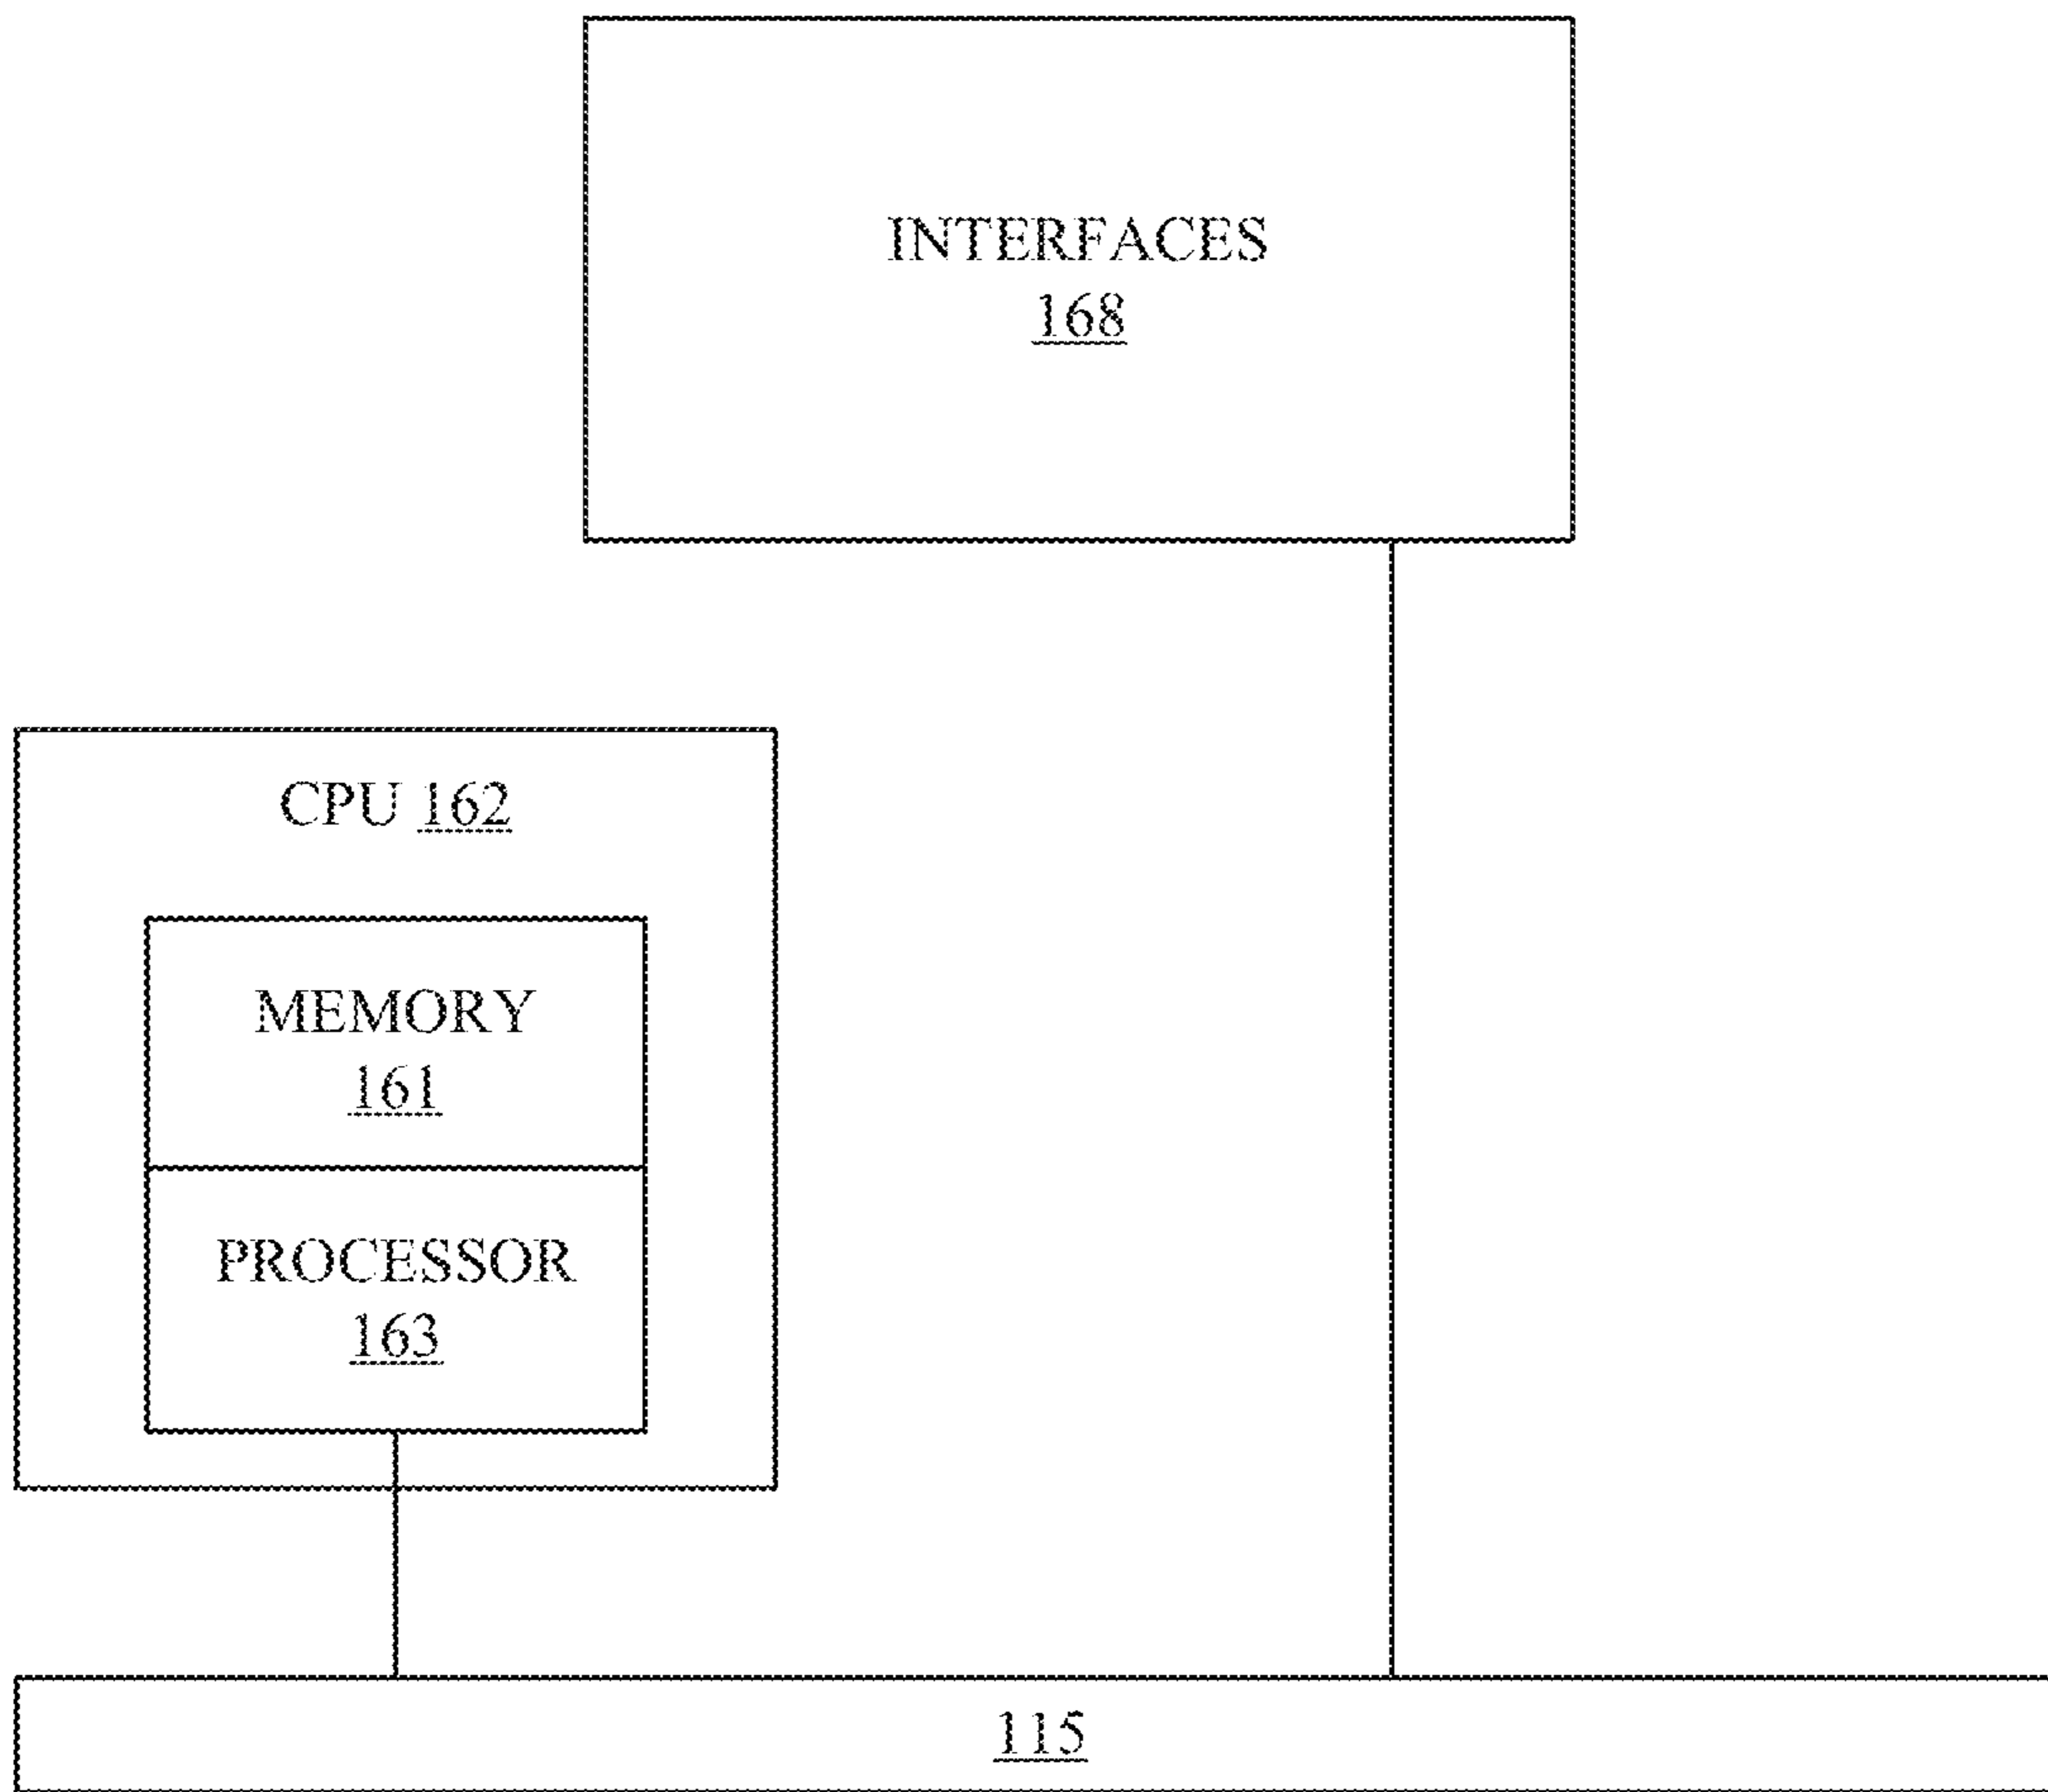 INTERFACES
168
CPU 162
MEMORY
161
PROCESSOR
163
115